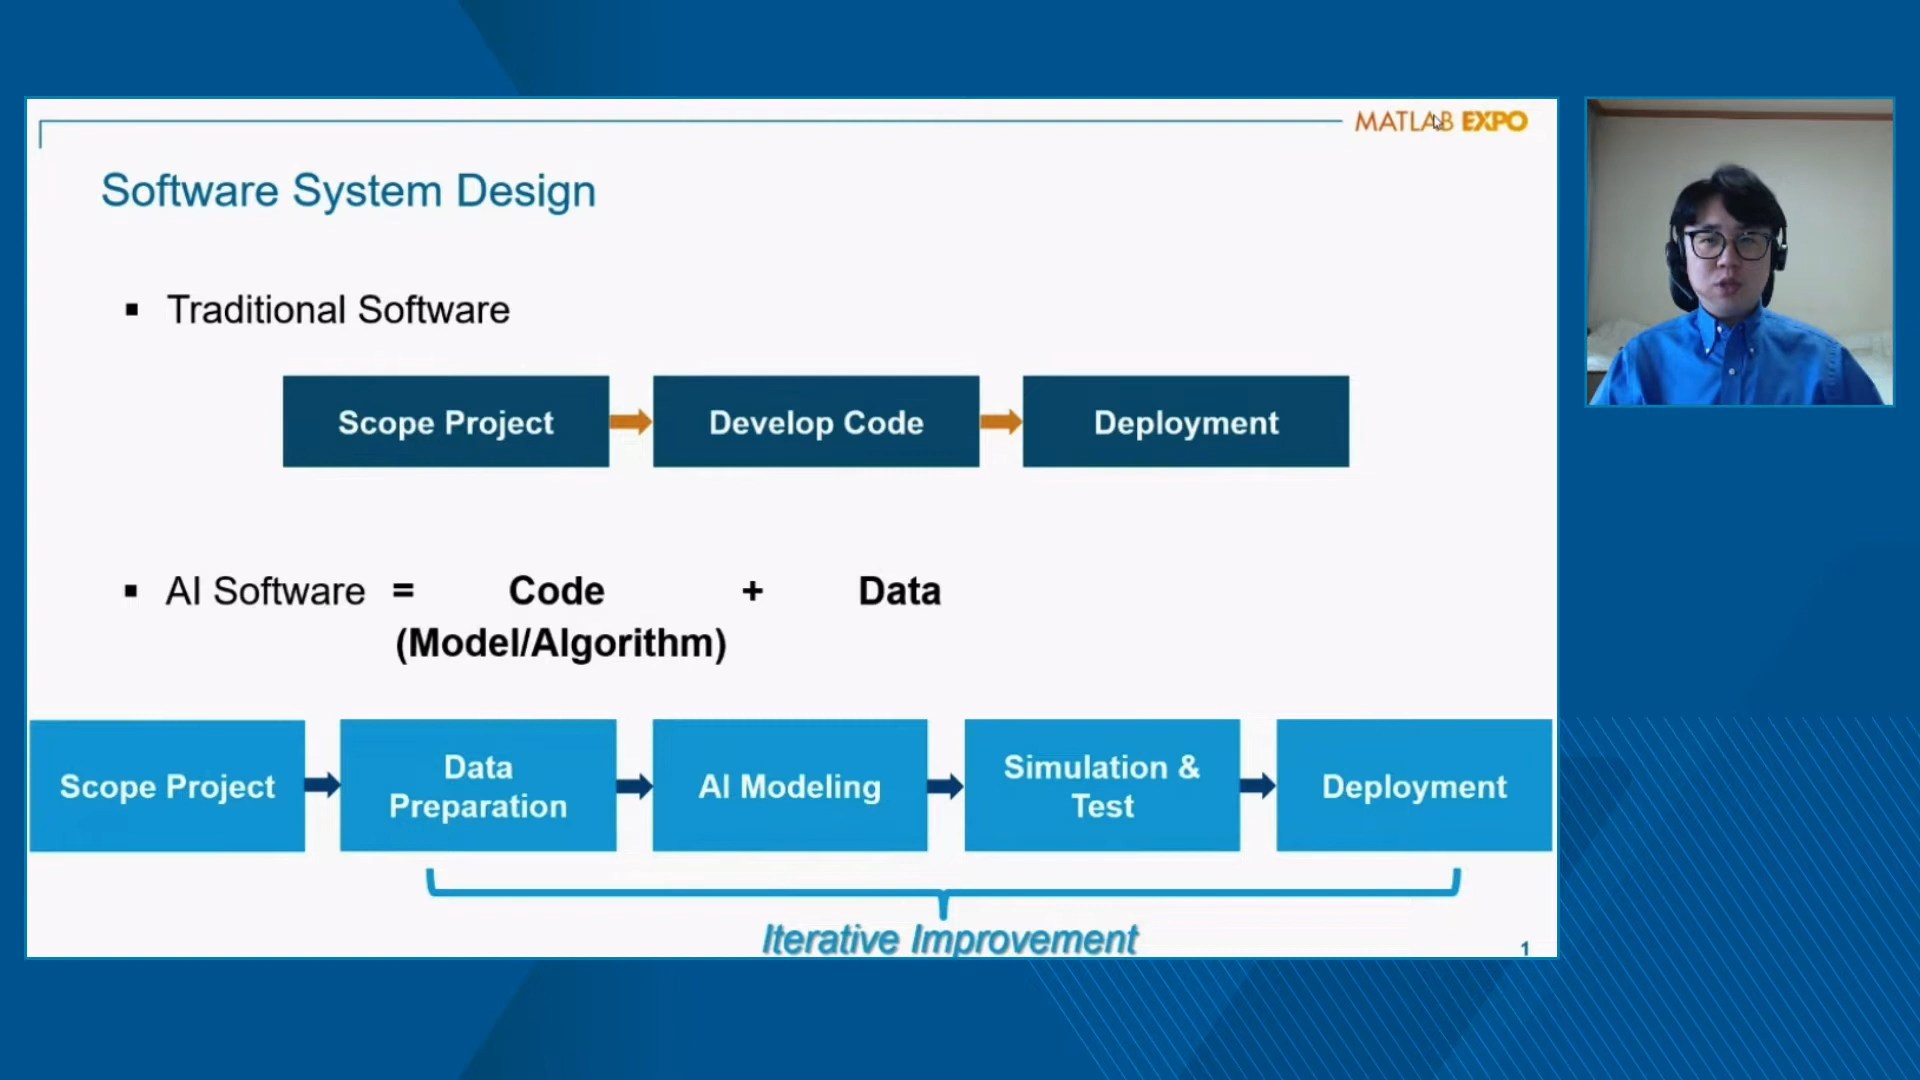 MATLAB EXPO
Software System Design
▪ Traditional Software
Scope Project
Develop Code
Deployment
▪ AI Software = Code + Data
(Model/Algorithm)
Scope Project
Data
Preparation
AI Modeling
Simulation &
Test
Deployment
Iterative Improvement
1